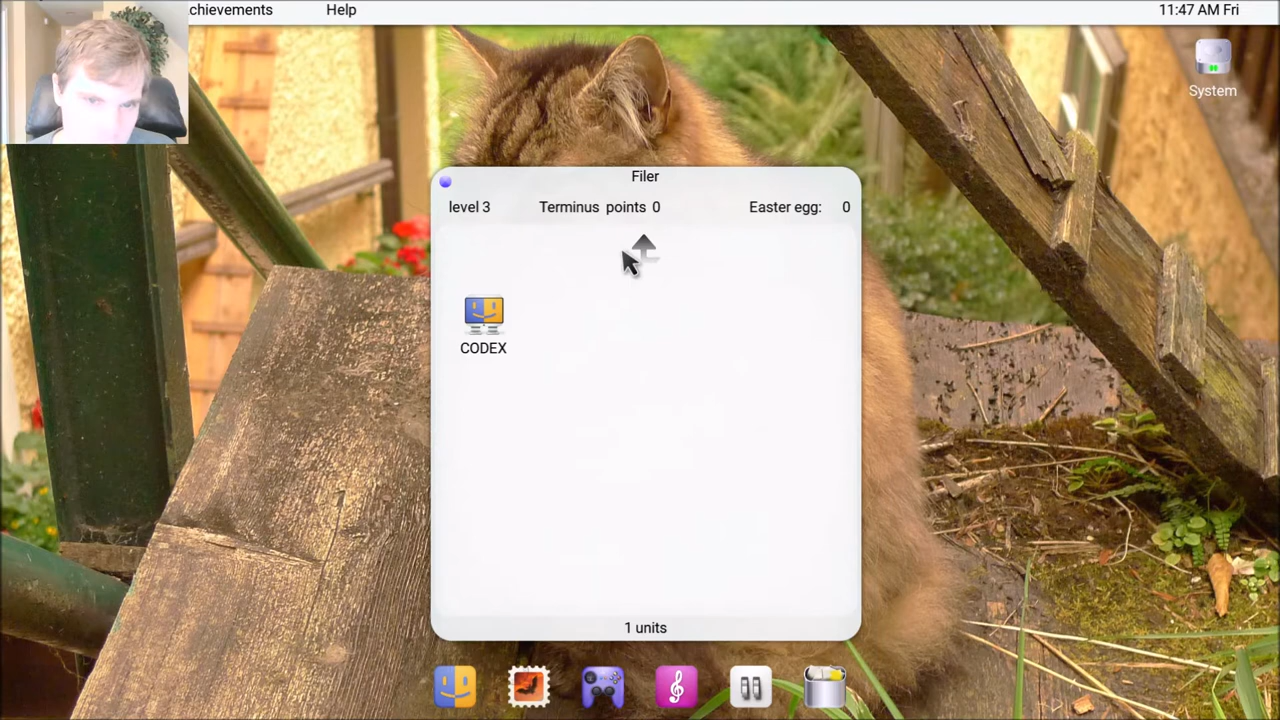 chievements Help 11:47 AM Fri
System
Filer
level 3 Terminus points 0 Easter egg: 0
CODEX
1 units